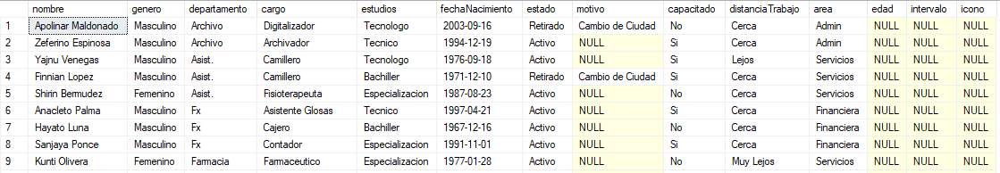 nombre genero departamento cargo estudios fechaNacimiento estado motivo capacitado distanciaTrabajo area edad intervalo icono
1 Apolinar Maldonado Masculino Archivo Digitalizador Tecnologo 2003-09-16 Retirado Cambio de Ciudad No Cerca Admin NULL NULL NULL
2 Zeferino Espinosa Masculino Archivo Archivador Tecnico 1994-12-19 Activo NULL Si Cerca Admin NULL NULL NULL
3 Yajnu Venegas Masculino Asist. Camillero Tecnologo 1976-09-18 Activo NULL Si Lejos Servicios NULL NULL NULL
4 Finnian Lopez Masculino Asist. Camillero Bachiller 1971-12-10 Retirado Cambio de Ciudad Si Cerca Servicios NULL NULL NULL
5 Shirin Bermudez Femenino Asist. Fisioterapeuta Especializacion 1987-08-23 Activo NULL No Cerca Servicios NULL NULL NULL
6 Anacleto Palma Masculino Fx Asistente Glosas Tecnico 1997-04-21 Activo NULL Si Cerca Financiera NULL NULL NULL
7 Hayato Luna Masculino Fx Cajero Bachiller 1967-12-16 Activo NULL No Cerca Financiera NULL NULL NULL
8 Sanjaya Ponce Masculino Fx Contador Especializacion 1991-11-01 Activo NULL Si Cerca Financiera NULL NULL NULL
9 Kunti Olivera Femenino Farmacia Farmaceutico Especializacion 1977-01-28 Activo NULL No Muy Lejos Servicios NULL NULL NULL